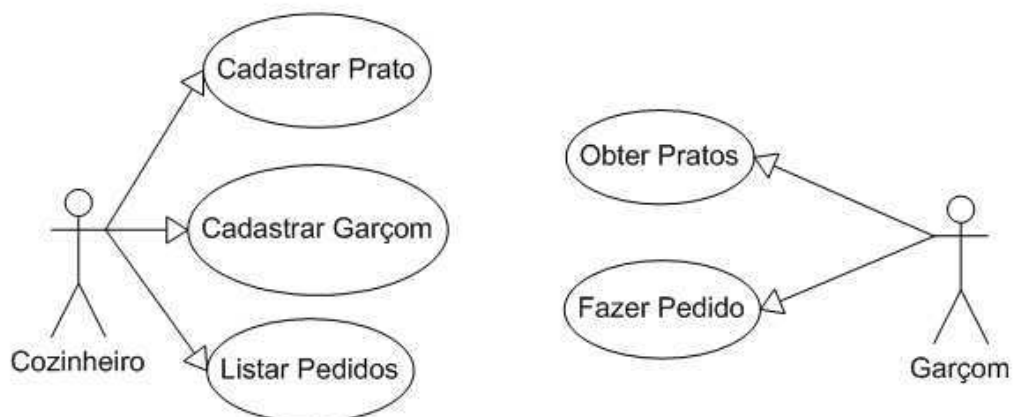 Cadastrar Prato
Cadastrar Garçom
Listar Pedidos
Cozinheiro
Obter Pratos
Fazer Pedido
Garçom